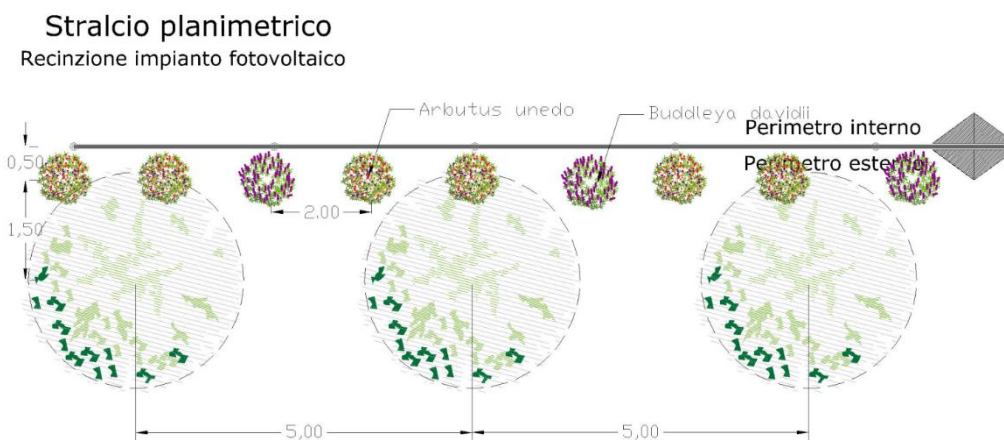 Stralcio planimetrico
Recinzione impianto fotovoltaico
Arbutus unedo
Buddleya davidii
Perimetro interno
Perimetro esterno
0,50
1,50
2.00
5,00
5,00